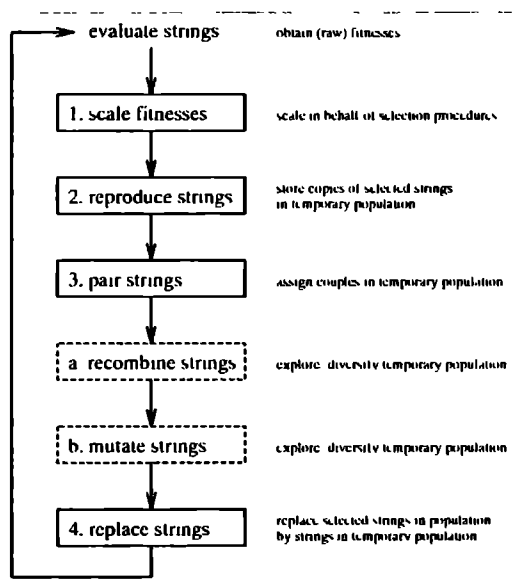 evaluate strings
obtain (raw) fitnesses
1. scale fitnesses
scale in behalf of selection procedures
2. reproduce strings
store copies of selected strings
in temporary population
3. pair strings
assign couples in temporary population
a recombine strings
explore diversity temporary population
b. mutate strings
explore diversity temporary population
4. replace strings
replace selected strings in population
by strings in temporary population